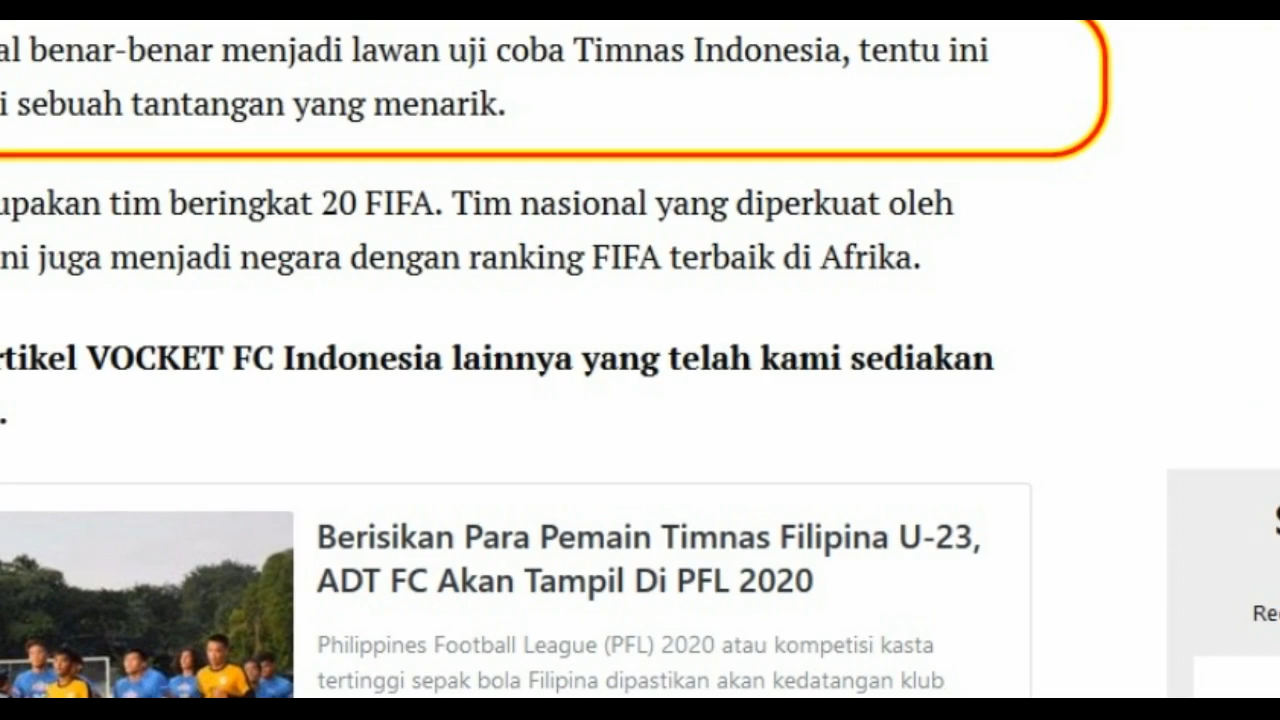 al benar-benar menjadi lawan uji coba Timnas Indonesia, tentu ini
i sebuah tantangan yang menarik.
upakan tim beringkat 20 FIFA. Tim nasional yang diperkuat oleh
ni juga menjadi negara dengan ranking FIFA terbaik di Afrika.
rtikel VOCKET FC Indonesia lainnya yang telah kami sediakan
.
Berisikan Para Pemain Timnas Filipina U-23,
ADT FC Akan Tampil Di PFL 2020
Philippines Football League (PFL) 2020 atau kompetisi kasta
tertinggi sepak bola Filipina dipastikan akan kedatangan klub